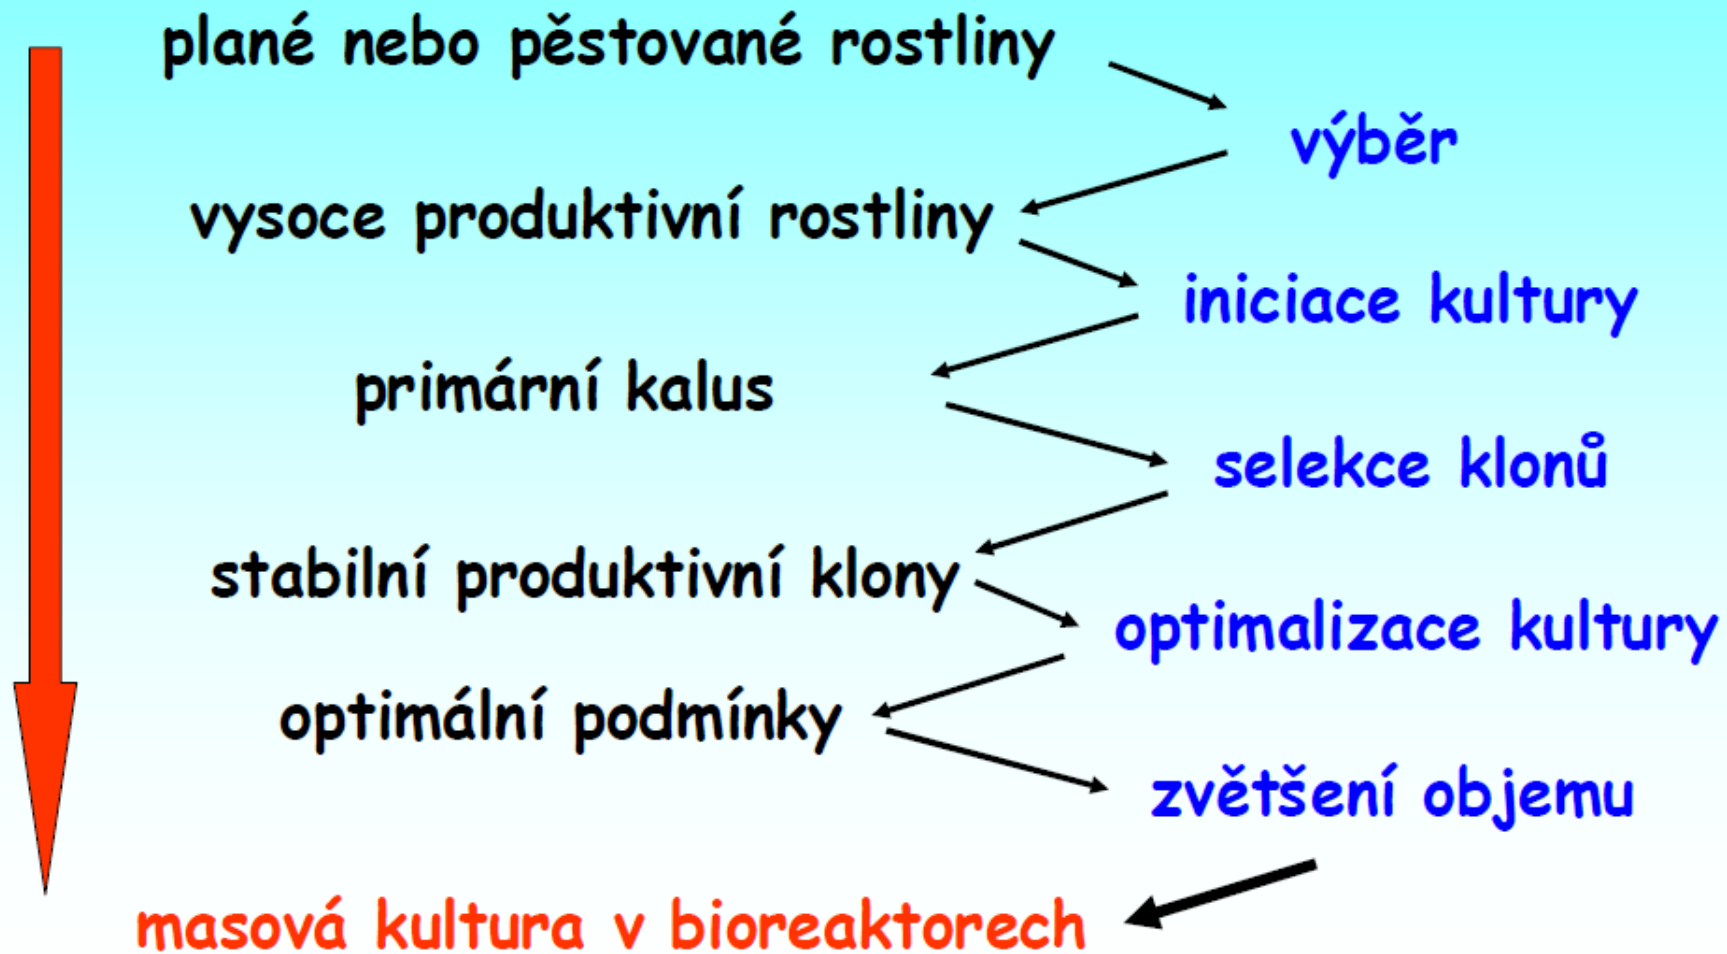 plané nebo pěstované rostliny
výběr
vysoce produktivní rostliny
iniciace kultury
primární kalus
selekce klonů
stabilní produktivní klony
optimalizace kultury
optimální podmínky
zvětšení objemu
masová kultura v bioreaktorech